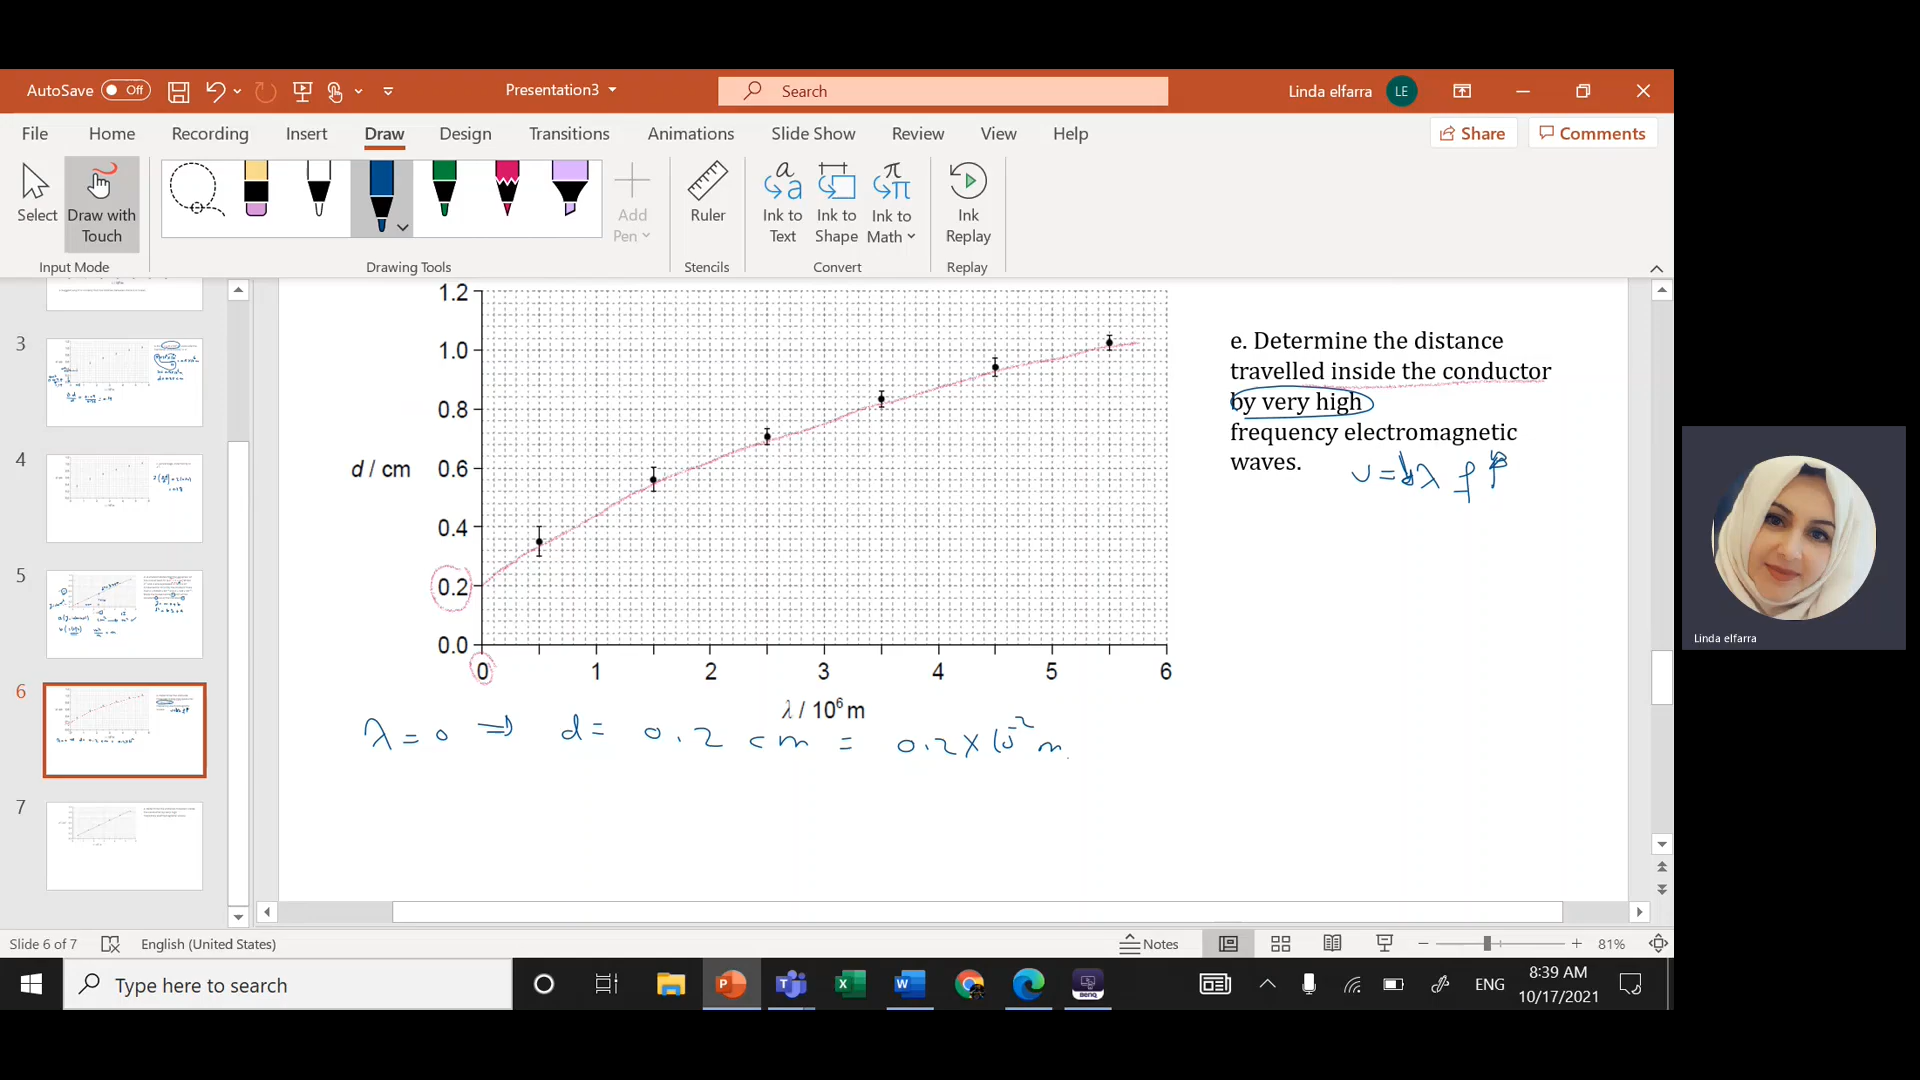 AutoSave Off
Presentation3
Search
Linda elfarra LE
File Home Recording Insert Draw Design Transitions Animations Slide Show Review View Help
Share Comments
Select
Draw with Touch
Add Pen
Ruler
Ink to Text
Ink to Shape
Ink to Math
Ink Replay
Input Mode Drawing Tools Stencils Convert Replay
3
4
5
6
7
1.2
1.0
0.8
d / cm 0.6
0.4
0.2
0.0
0 1 2 3 4 5 6
λ / 10⁶ m
e. Determine the distance
travelled inside the conductor
by very high
frequency electromagnetic
waves.
λ = 0 ⇒ d = 0.2 cm = 0.2 × 10⁻² m
Linda elfarra
Slide 6 of 7 English (United States) Notes 81%
Type here to search
ENG
8:39 AM
10/17/2021